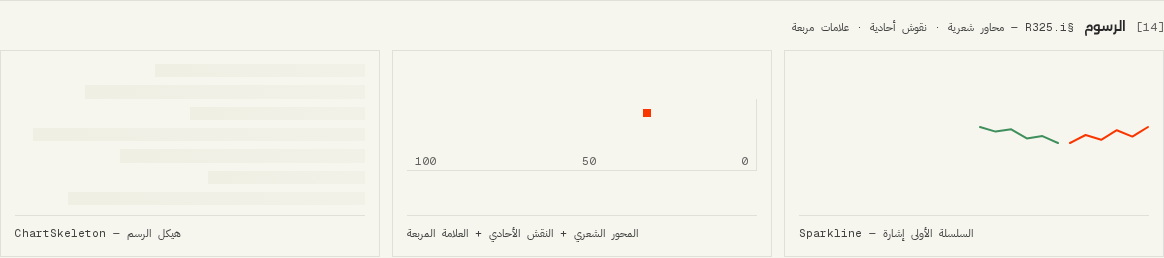 [14] الرسوم §R325.i — محاور شعرية · نقوش أحادية · علامات مربعة
0 50 100
السلسلة الأولى إشارة — Sparkline
المحور الشعري + النقش الأحادي + العلامة المربعة
هيكل الرسم — ChartSkeleton